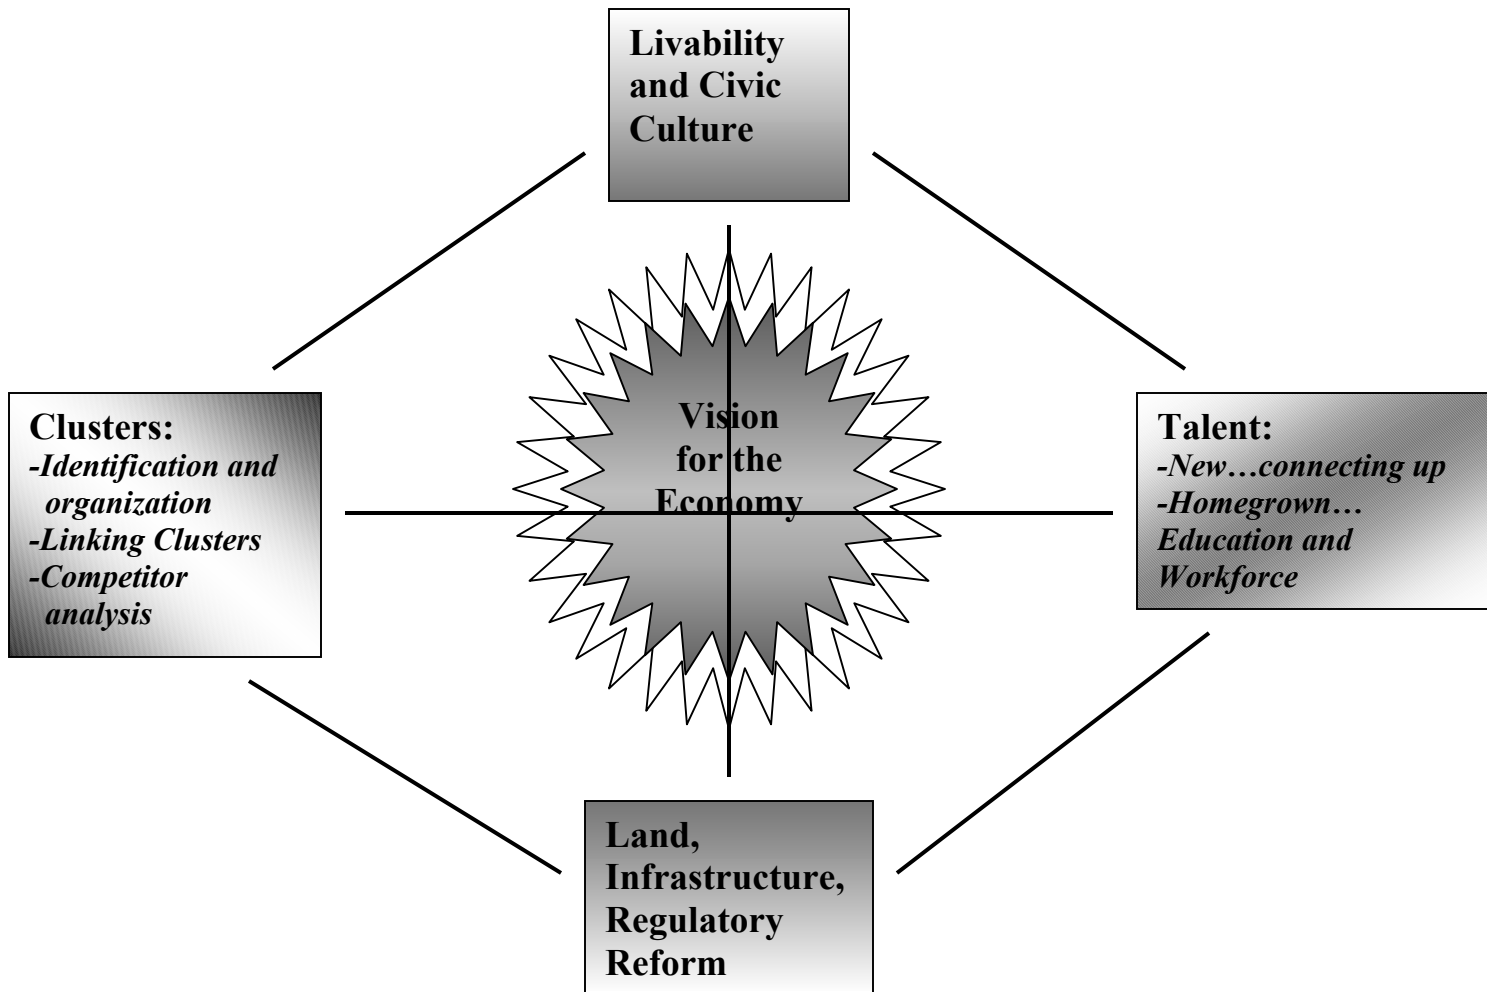 Livability
and Civic
Culture
Clusters:
-Identification and
organization
-Linking Clusters
-Competitor
analysis
Vision
for the
Economy
Talent:
-New…connecting up
-Homegrown…
Education and
Workforce
Land,
Infrastructure,
Regulatory
Reform